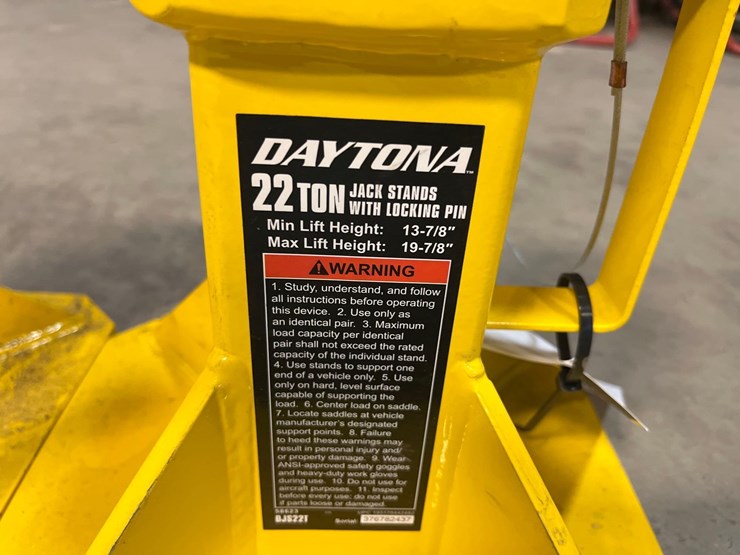 DAYTONA™
22 TON JACK STANDS
WITH LOCKING PIN
Min Lift Height: 13-7/8"
Max Lift Height: 19-7/8"
WARNING
1. Study, understand, and follow
all instructions before operating
this device. 2. Use only as
an identical pair. 3. Maximum
load capacity per identical
pair shall not exceed the rated
capacity of the individual stand.
4. Use stands to support one
end of a vehicle only. 5. Use
only on hard, level surface
capable of supporting the
load. 6. Center load on saddle.
7. Locate saddles at vehicle
manufacturer's designated
support points. 8. Failure
to heed these warnings may
result in personal injury and/
or property damage. 9. Wear
ANSI-approved safety goggles
and heavy-duty work gloves
during use. 10. Do not use for
aircraft purposes. 11. Inspect
before every use; do not use
if parts loose or damaged.
58623
DJS22T Serial: 376762437